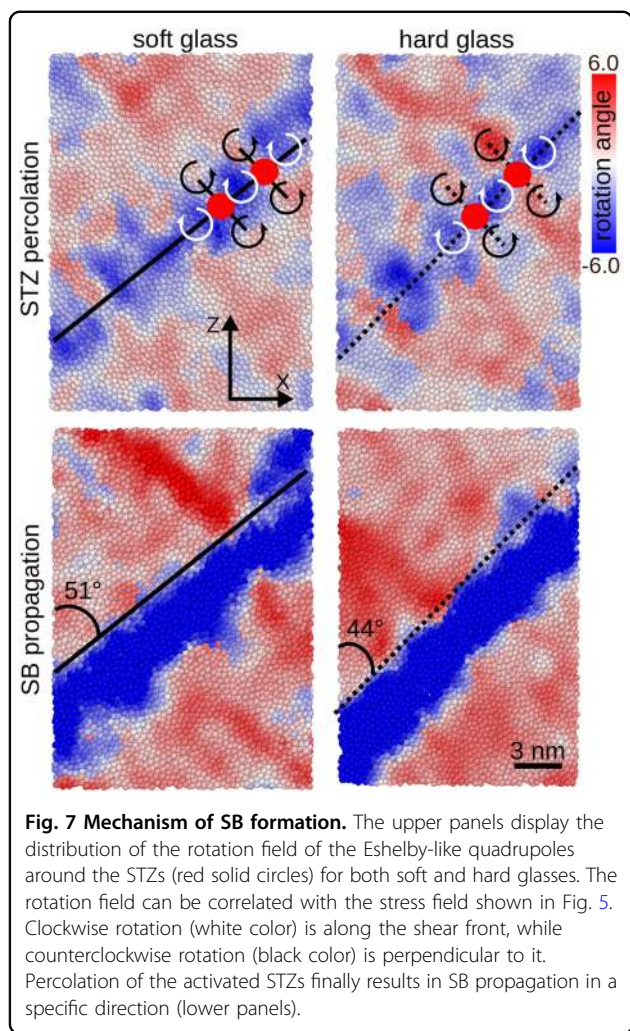 soft glass
hard glass
6.0
rotation angle
-6.0
STZ percolation
Z
X
SB propagation
51°
44°
3 nm
Fig. 7 Mechanism of SB formation. The upper panels display the
distribution of the rotation field of the Eshelby-like quadrupoles
around the STZs (red solid circles) for both soft and hard glasses. The
rotation field can be correlated with the stress field shown in Fig. 5.
Clockwise rotation (white color) is along the shear front, while
counterclockwise rotation (black color) is perpendicular to it.
Percolation of the activated STZs finally results in SB propagation in a
specific direction (lower panels).